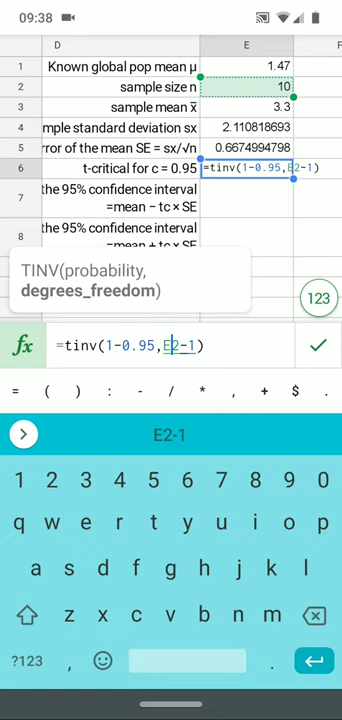 09:38
D E F
1 Known global pop mean μ 1.47
2 sample size n 10
3 sample mean x̄ 3.3
4 mple standard deviation sx 2.110818693
5 rror of the mean SE = sx/√n 0.6674994798
6 t-critical for c = 0.95 =tinv(1-0.95,E2-1)
7 the 95% confidence interval
=mean − tc × SE
8 the 95% confidence interval
=mean + tc × SE
TINV(probability,
degrees_freedom)
123
fx =tinv(1-0.95,E2-1)
= ( ) : - / * , + $ .
E2-1
1 2 3 4 5 6 7 8 9 0
q w e r t y u i o p
a s d f g h j k l
z x c v b n m
?123 , .